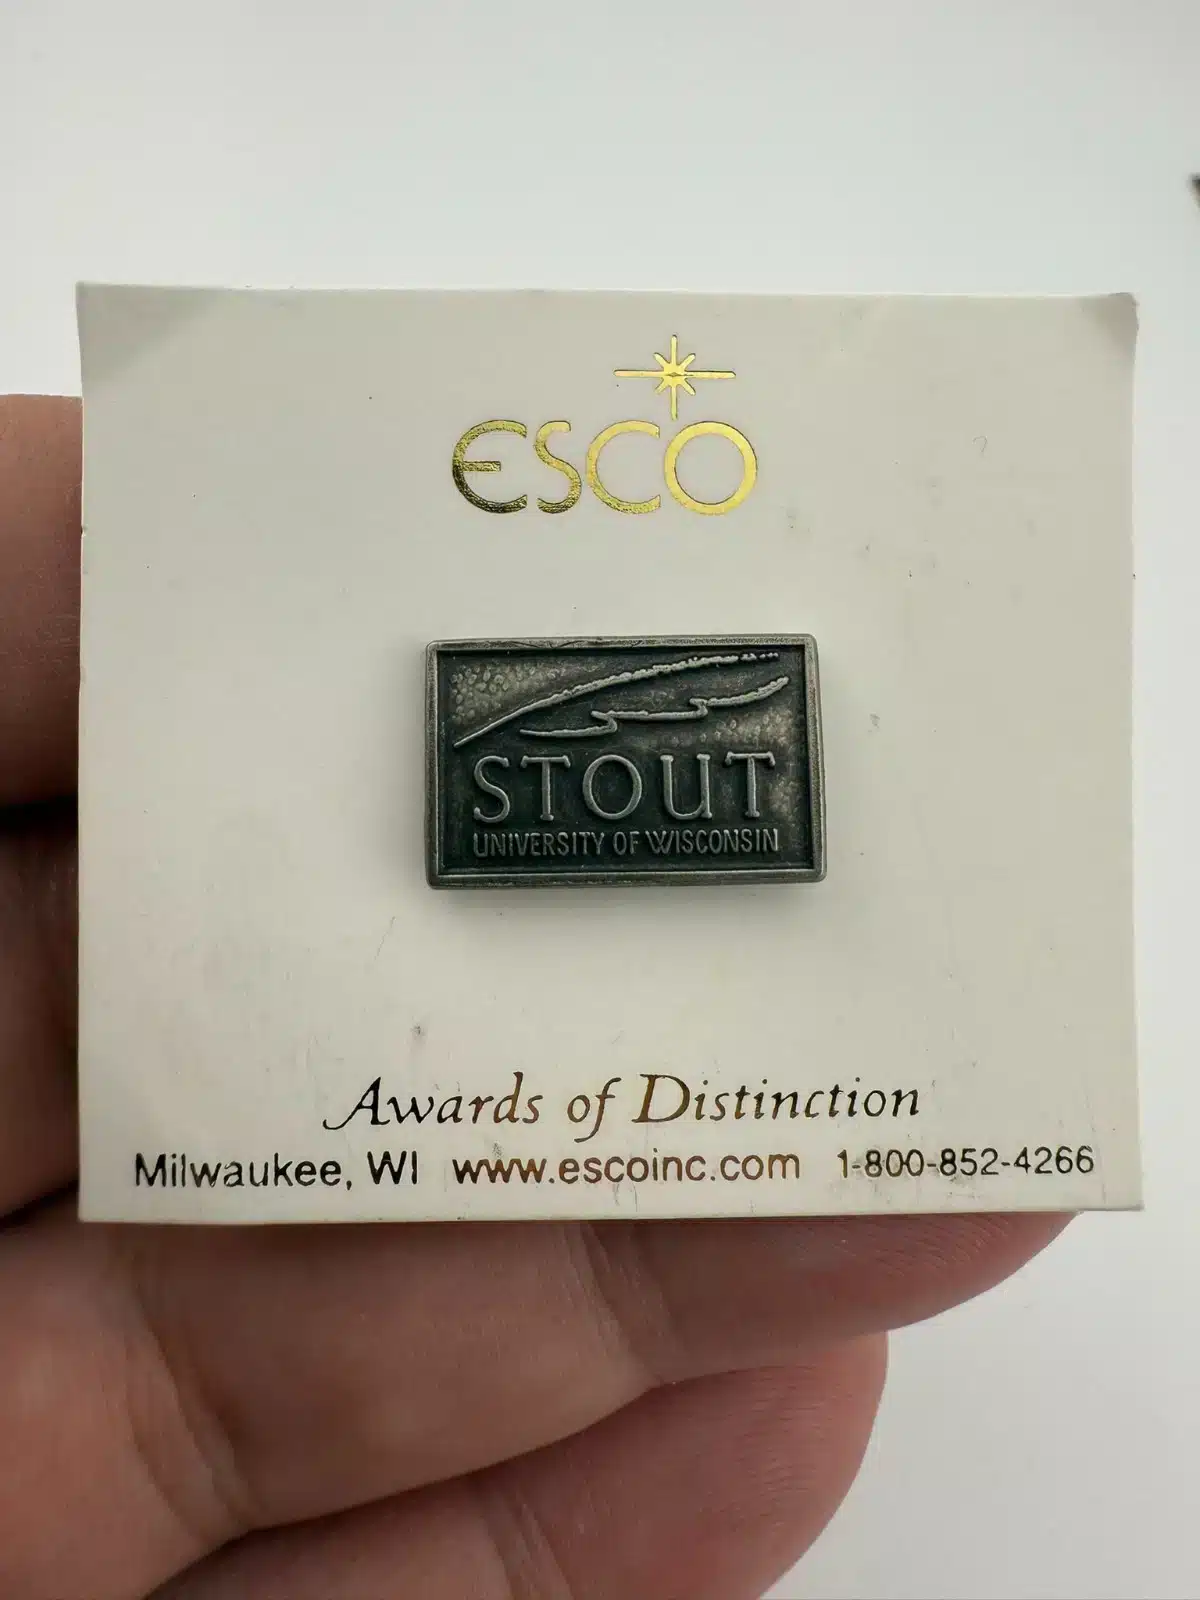 ESCO
STOUT
UNIVERSITY OF WISCONSIN
Awards of Distinction
Milwaukee, WI www.escoinc.com 1-800-852-4266